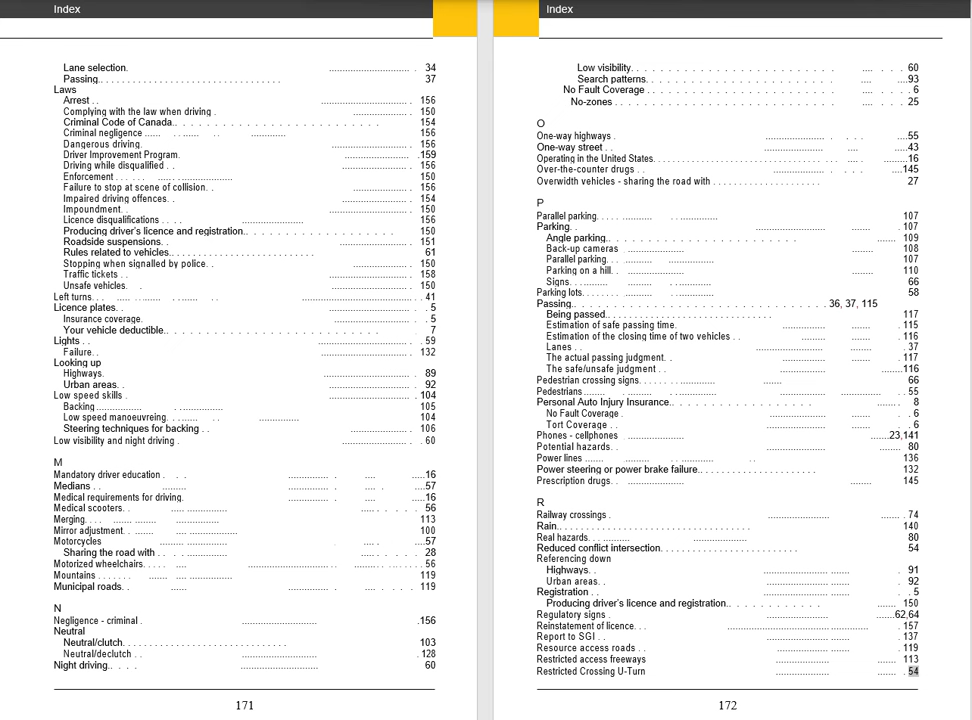 Index
Lane selection. 34
Passing. 37
Laws
Arrest 156
Complying with the law when driving 150
Criminal Code of Canada. 154
Criminal negligence 156
Dangerous driving. 156
Driver Improvement Program. 159
Driving while disqualified 156
Enforcement 150
Failure to stop at scene of collision. 156
Impaired driving offences. 154
Impoundment. 150
Licence disqualifications 156
Producing driver's licence and registration. 150
Roadside suspensions. 151
Rules related to vehicles. 61
Stopping when signalled by police. 150
Traffic tickets 158
Unsafe vehicles. 150
Left turns. 41
Licence plates. 5
Insurance coverage. 5
Your vehicle deductible. 7
Lights 59
Failure. 132
Looking up
Highways. 89
Urban areas. 92
Low speed skills 104
Backing 105
Low speed manoeuvreing. 104
Steering techniques for backing 106
Low visibility and night driving 60
M
Mandatory driver education 16
Medians 57
Medical requirements for driving. 16
Medical scooters. 56
Merging. 113
Mirror adjustment. 100
Motorcycles 57
Sharing the road with 28
Motorized wheelchairs. 56
Mountains 119
Municipal roads. 119
N
Negligence - criminal 156
Neutral
Neutral/clutch. 103
Neutral/declutch 128
Night driving. 60
171
Index
Low visibility. 60
Search patterns. 93
No Fault Coverage 6
No-zones 25
O
One-way highways 55
One-way street 43
Operating in the United States. 16
Over-the-counter drugs 145
Overwidth vehicles - sharing the road with 27
P
Parallel parking. 107
Parking. 107
Angle parking. 109
Back-up cameras 108
Parallel parking. 107
Parking on a hill. 110
Signs. 66
Parking lots. 58
Passing. 36, 37, 115
Being passed. 117
Estimation of safe passing time. 115
Estimation of the closing time of two vehicles 116
Lanes 37
The actual passing judgment. 117
The safe/unsafe judgment 116
Pedestrian crossing signs. 66
Pedestrians 55
Personal Auto Injury Insurance. 8
No Fault Coverage 6
Tort Coverage 6
Phones - cellphones 23,141
Potential hazards. 80
Power lines 136
Power steering or power brake failure. 132
Prescription drugs. 145
R
Railway crossings 74
Rain. 140
Real hazards. 80
Reduced conflict intersection. 54
Referencing down
Highways. 91
Urban areas. 92
Registration 5
Producing driver's licence and registration. 150
Regulatory signs 62,64
Reinstatement of licence. 157
Report to SGI 137
Resource access roads 119
Restricted access freeways 113
Restricted Crossing U-Turn 54
172